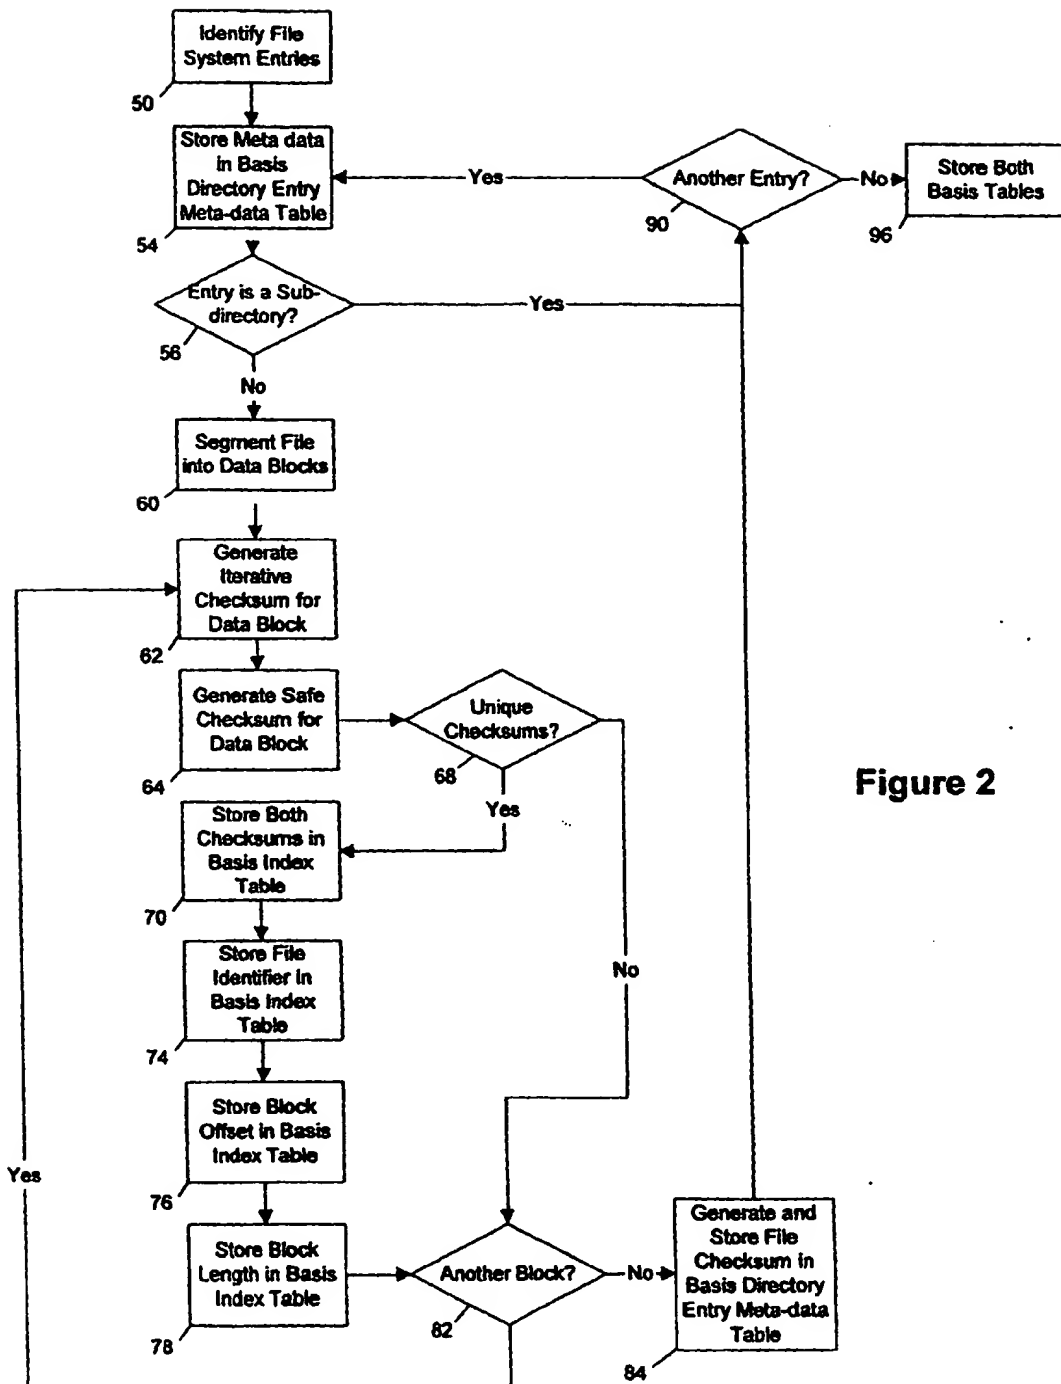 Identify File
System Entries
50
Store Meta data
in Basis
Directory Entry
Meta-data Table
54
Yes
Another Entry?
90
No
Store Both
Basis Tables
96
Entry is a Sub-
directory?
56
Yes
No
Segment File
into Data Blocks
60
Generate
Iterative
Checksum for
Data Block
62
Generate Safe
Checksum for
Data Block
64
Unique
Checksums?
68
Yes
No
Store Both
Checksums in
Basis Index
Table
70
Store File
Identifier in
Basis Index
Table
74
Store Block
Offset in Basis
Index Table
76
Store Block
Length in Basis
Index Table
78
Another Block?
82
No
Generate and
Store File
Checksum in
Basis Directory
Entry Meta-data
Table
84
Yes
Figure 2